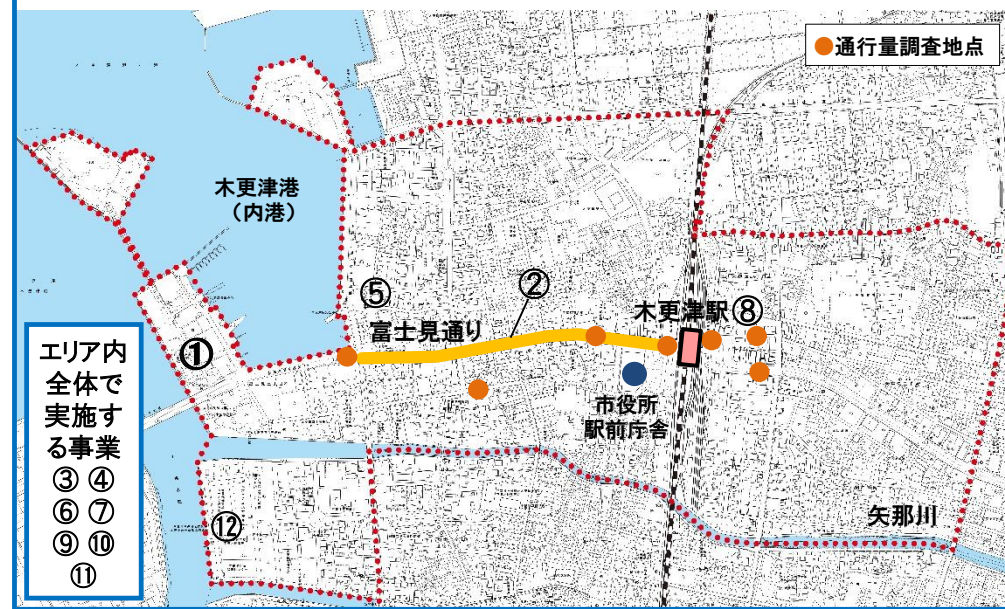 ●通行量調査地点
木更津港
(内港)
⑤
②
木更津駅⑧
富士見通り
①
市役所
駅前庁舎
エリア内
全体で
実施す
る事業
③ ④
⑥ ⑦
⑨ ⑩
⑪
⑫
矢那川